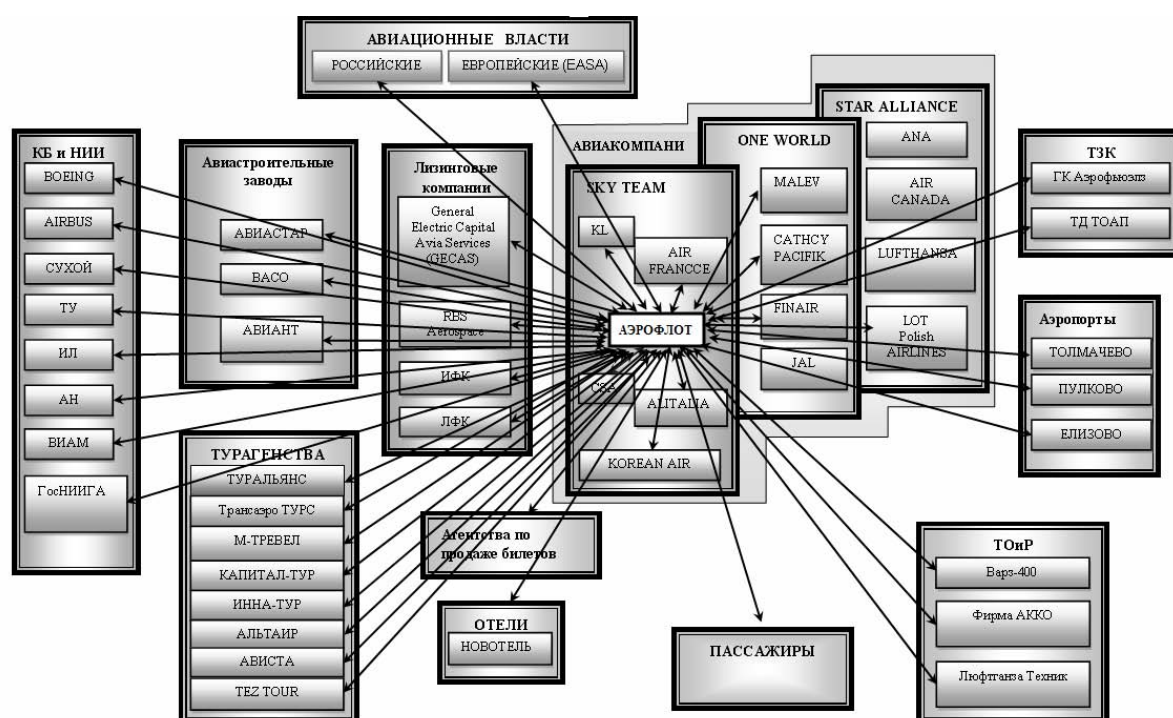 АВИАЦИОННЫЕ ВЛАСТИ
РОССИЙСКИЕ
ЕВРОПЕЙСКИЕ (EASA)
КБ и НИИ
BOEING
AIRBUS
СУХОЙ
ТУ
ИЛ
АН
ВИАМ
ГосНИИГА
Авиастроительные
заводы
АВИАСТАР
ВАСО
АВИАНТ
Лизинговые
компании
General
Electric Capital
Avia Services
(GECAS)
RBS
Aerospace
ИФК
ЛФК
АВИАКОМПАНИ
SKY TEAM
KL
AIR
FRANCCE
АЭРОФЛОТ
CSA
ALITALIA
KOREAN AIR
ONE WORLD
MALEV
CATHCY
PACIFIK
FINAIR
JAL
STAR ALLIANCE
ANA
AIR
CANADA
LUFTHANSA
LOT
Polish
AIRLINES
ТЗК
ГК Аэрофьюэлз
ТД ТОАП
Аэропорты
ТОЛМАЧЕВО
ПУЛКОВО
ЕЛИЗОВО
ТУРАГЕНСТВА
ТУРАЛЬЯНС
Трансаэро ТУРС
М-ТРЕВЕЛ
КАПИТАЛ-ТУР
ИННА-ТУР
АЛЬТАИР
АВИСТА
TEZ TOUR
Агентства по
продаже билетов
ОТЕЛИ
НОВОТЕЛЬ
ПАССАЖИРЫ
ТОиР
Варз-400
Фирма АККО
Люфтганза Техник